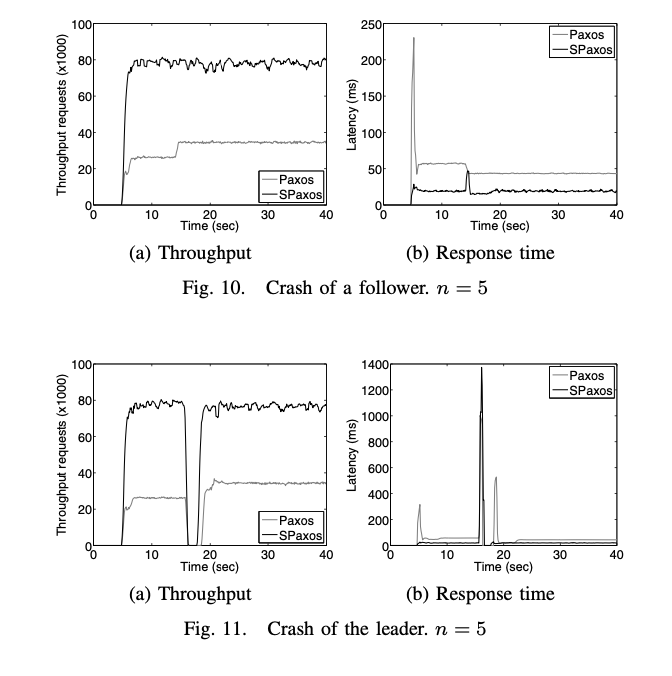 Throughput requests (x1000)
100
80
60
40
20
0
0 10 20 30 40
Time (sec)
Paxos
SPaxos
(a) Throughput
Latency (ms)
250
200
150
100
50
0
0 10 20 30 40
Time (sec)
Paxos
SPaxos
(b) Response time
Fig. 10. Crash of a follower. n = 5
Throughput requests (x1000)
100
80
60
40
20
0
0 10 20 30 40
Time (sec)
Paxos
SPaxos
(a) Throughput
Latency (ms)
1400
1200
1000
800
600
400
200
0
0 10 20 30 40
Time (sec)
Paxos
SPaxos
(b) Response time
Fig. 11. Crash of the leader. n = 5